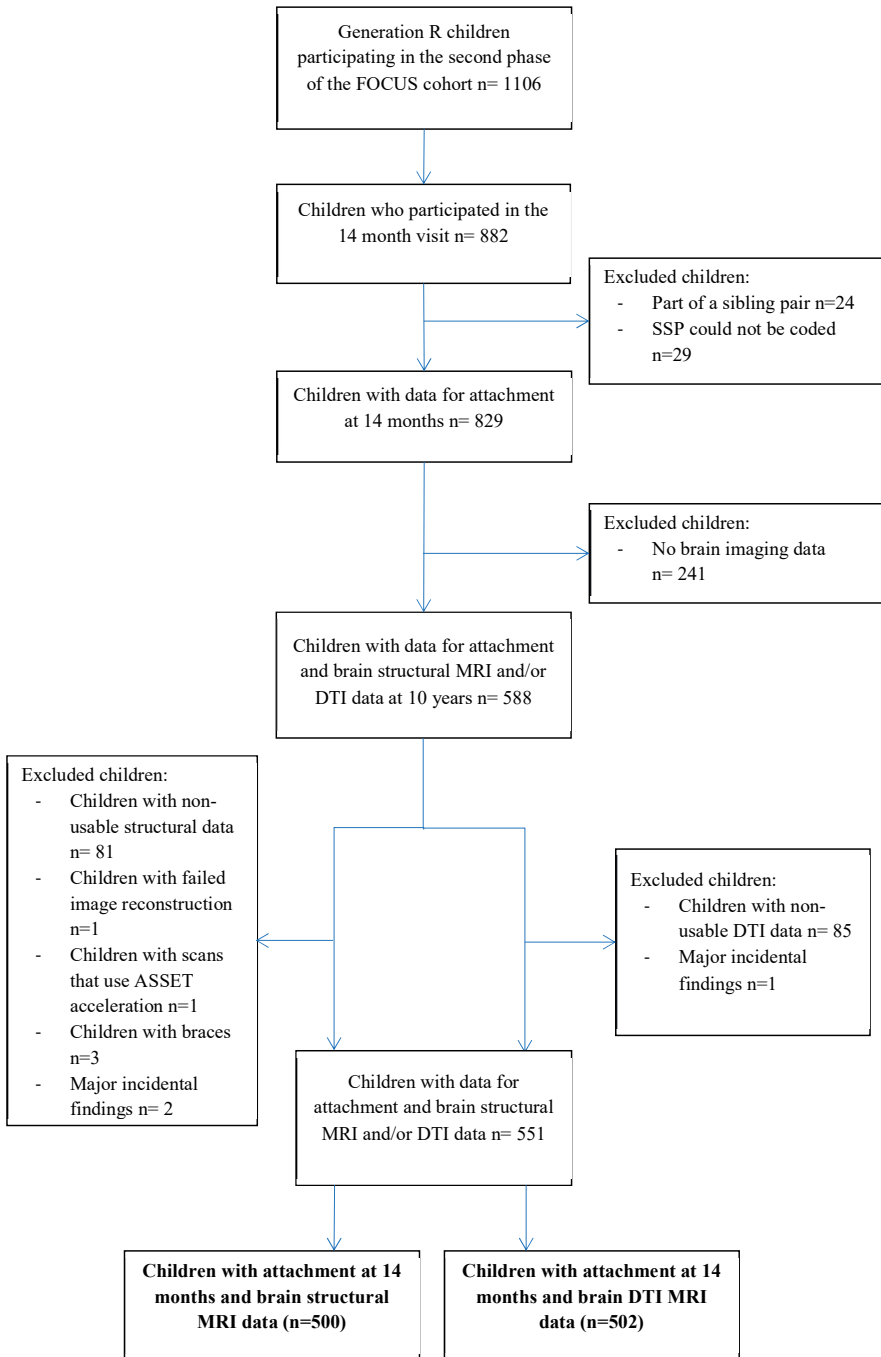 Generation R children
participating in the second phase
of the FOCUS cohort n= 1106
Children who participated in the
14 month visit n= 882
Excluded children:
- Part of a sibling pair n=24
- SSP could not be coded
n=29
Children with data for attachment
at 14 months n= 829
Excluded children:
- No brain imaging data
n= 241
Children with data for attachment
and brain structural MRI and/or
DTI data at 10 years n= 588
Excluded children:
- Children with non-
usable structural data
n= 81
- Children with failed
image reconstruction
n=1
- Children with scans
that use ASSET
acceleration n=1
- Children with braces
n=3
- Major incidental
findings n= 2
Excluded children:
- Children with non-
usable DTI data n= 85
- Major incidental
findings n=1
Children with data for
attachment and brain structural
MRI and/or DTI data n= 551
Children with attachment at 14
months and brain structural
MRI data (n=500)
Children with attachment at 14
months and brain DTI MRI
data (n=502)